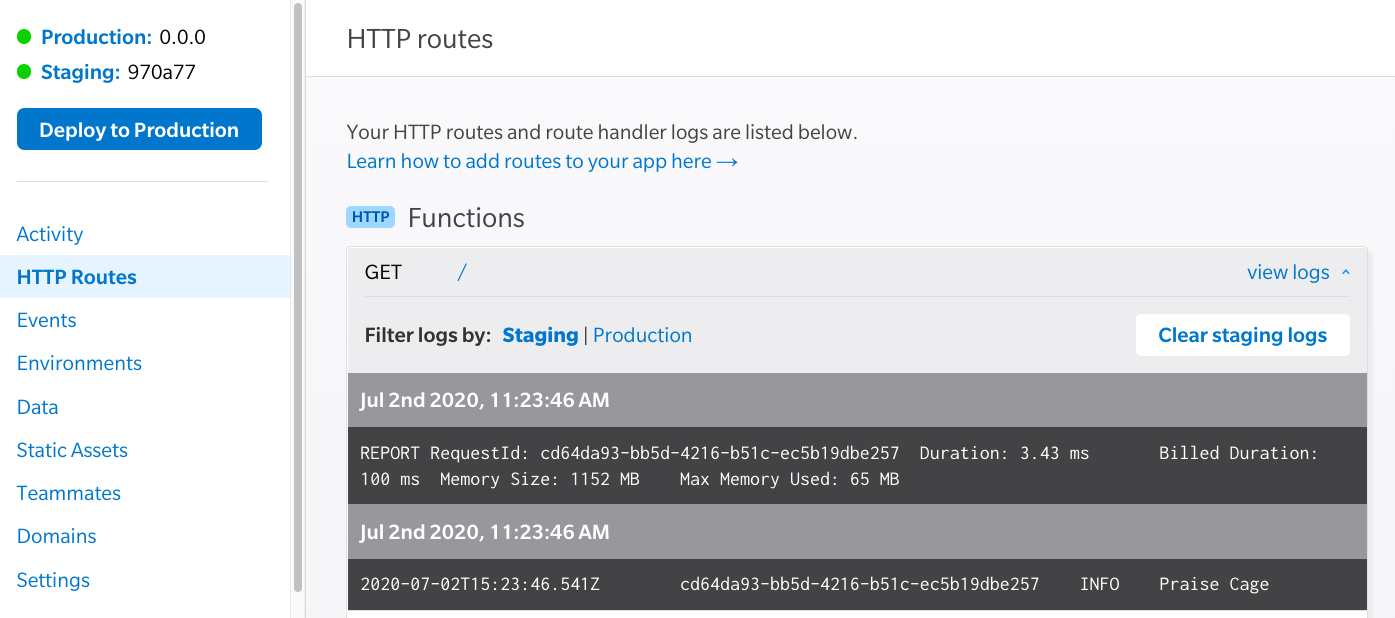 Production: 0.0.0
Staging: 970a77
Deploy to Production
Activity
HTTP Routes
Events
Environments
Data
Static Assets
Teammates
Domains
Settings
HTTP routes
Your HTTP routes and route handler logs are listed below.
Learn how to add routes to your app here →
HTTP Functions
GET / view logs ^
Filter logs by: Staging | Production Clear staging logs
Jul 2nd 2020, 11:23:46 AM
REPORT RequestId: cd64da93-bb5d-4216-b51c-ec5b19dbe257 Duration: 3.43 ms Billed Duration:
100 ms Memory Size: 1152 MB Max Memory Used: 65 MB
Jul 2nd 2020, 11:23:46 AM
2020-07-02T15:23:46.541Z cd64da93-bb5d-4216-b51c-ec5b19dbe257 INFO Praise Cage